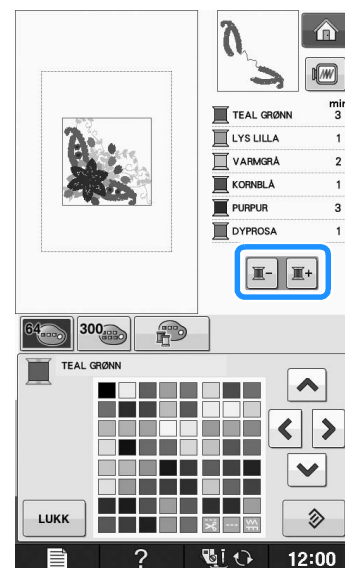 min
TEAL GRØNN 3
LYS LILLA 1
VARMGRÅ 2
KORNBLÅ 1
PURPUR 3
DYPROSA 1
- +
64 300
TEAL GRØNN
LUKK
? 12:00